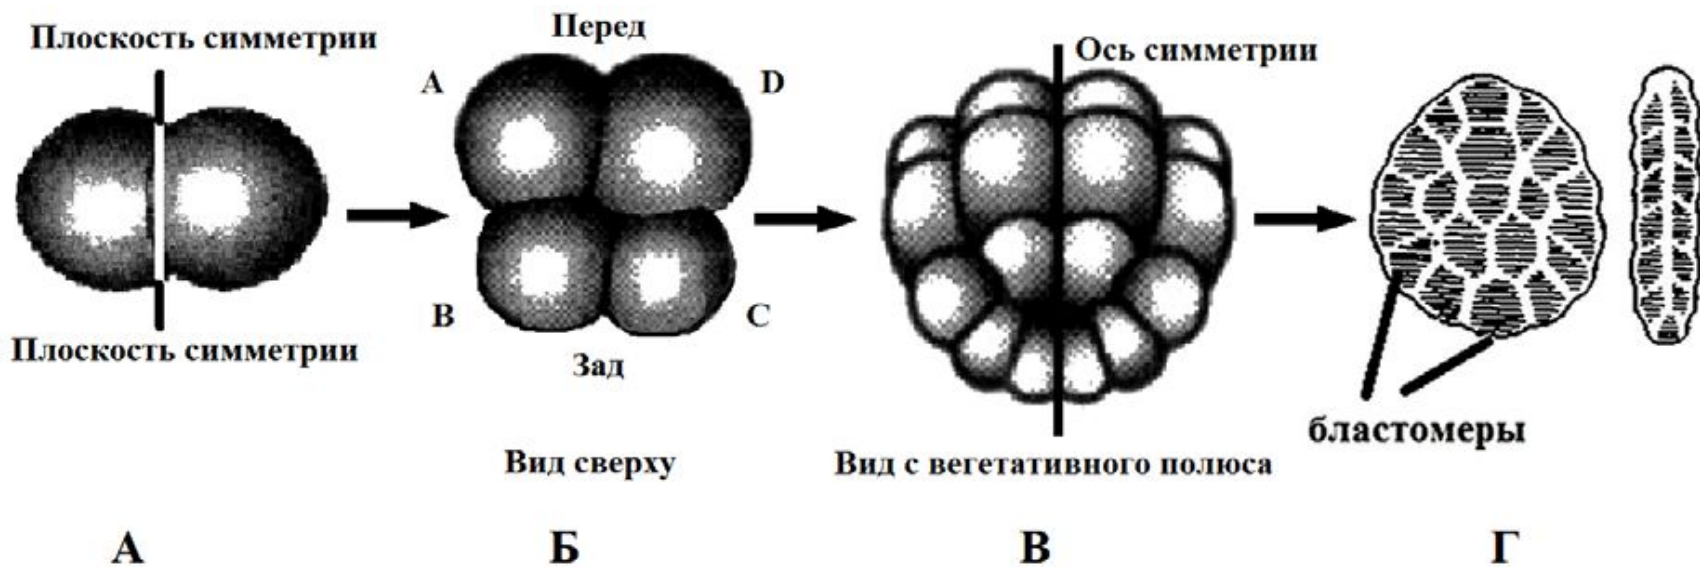 Плоскость симметрии
Перед
Ось симметрии
A
D
B
C
Плоскость симметрии
Зад
бластомеры
Вид сверху
Вид с вегетативного полюса
А
Б
В
Г